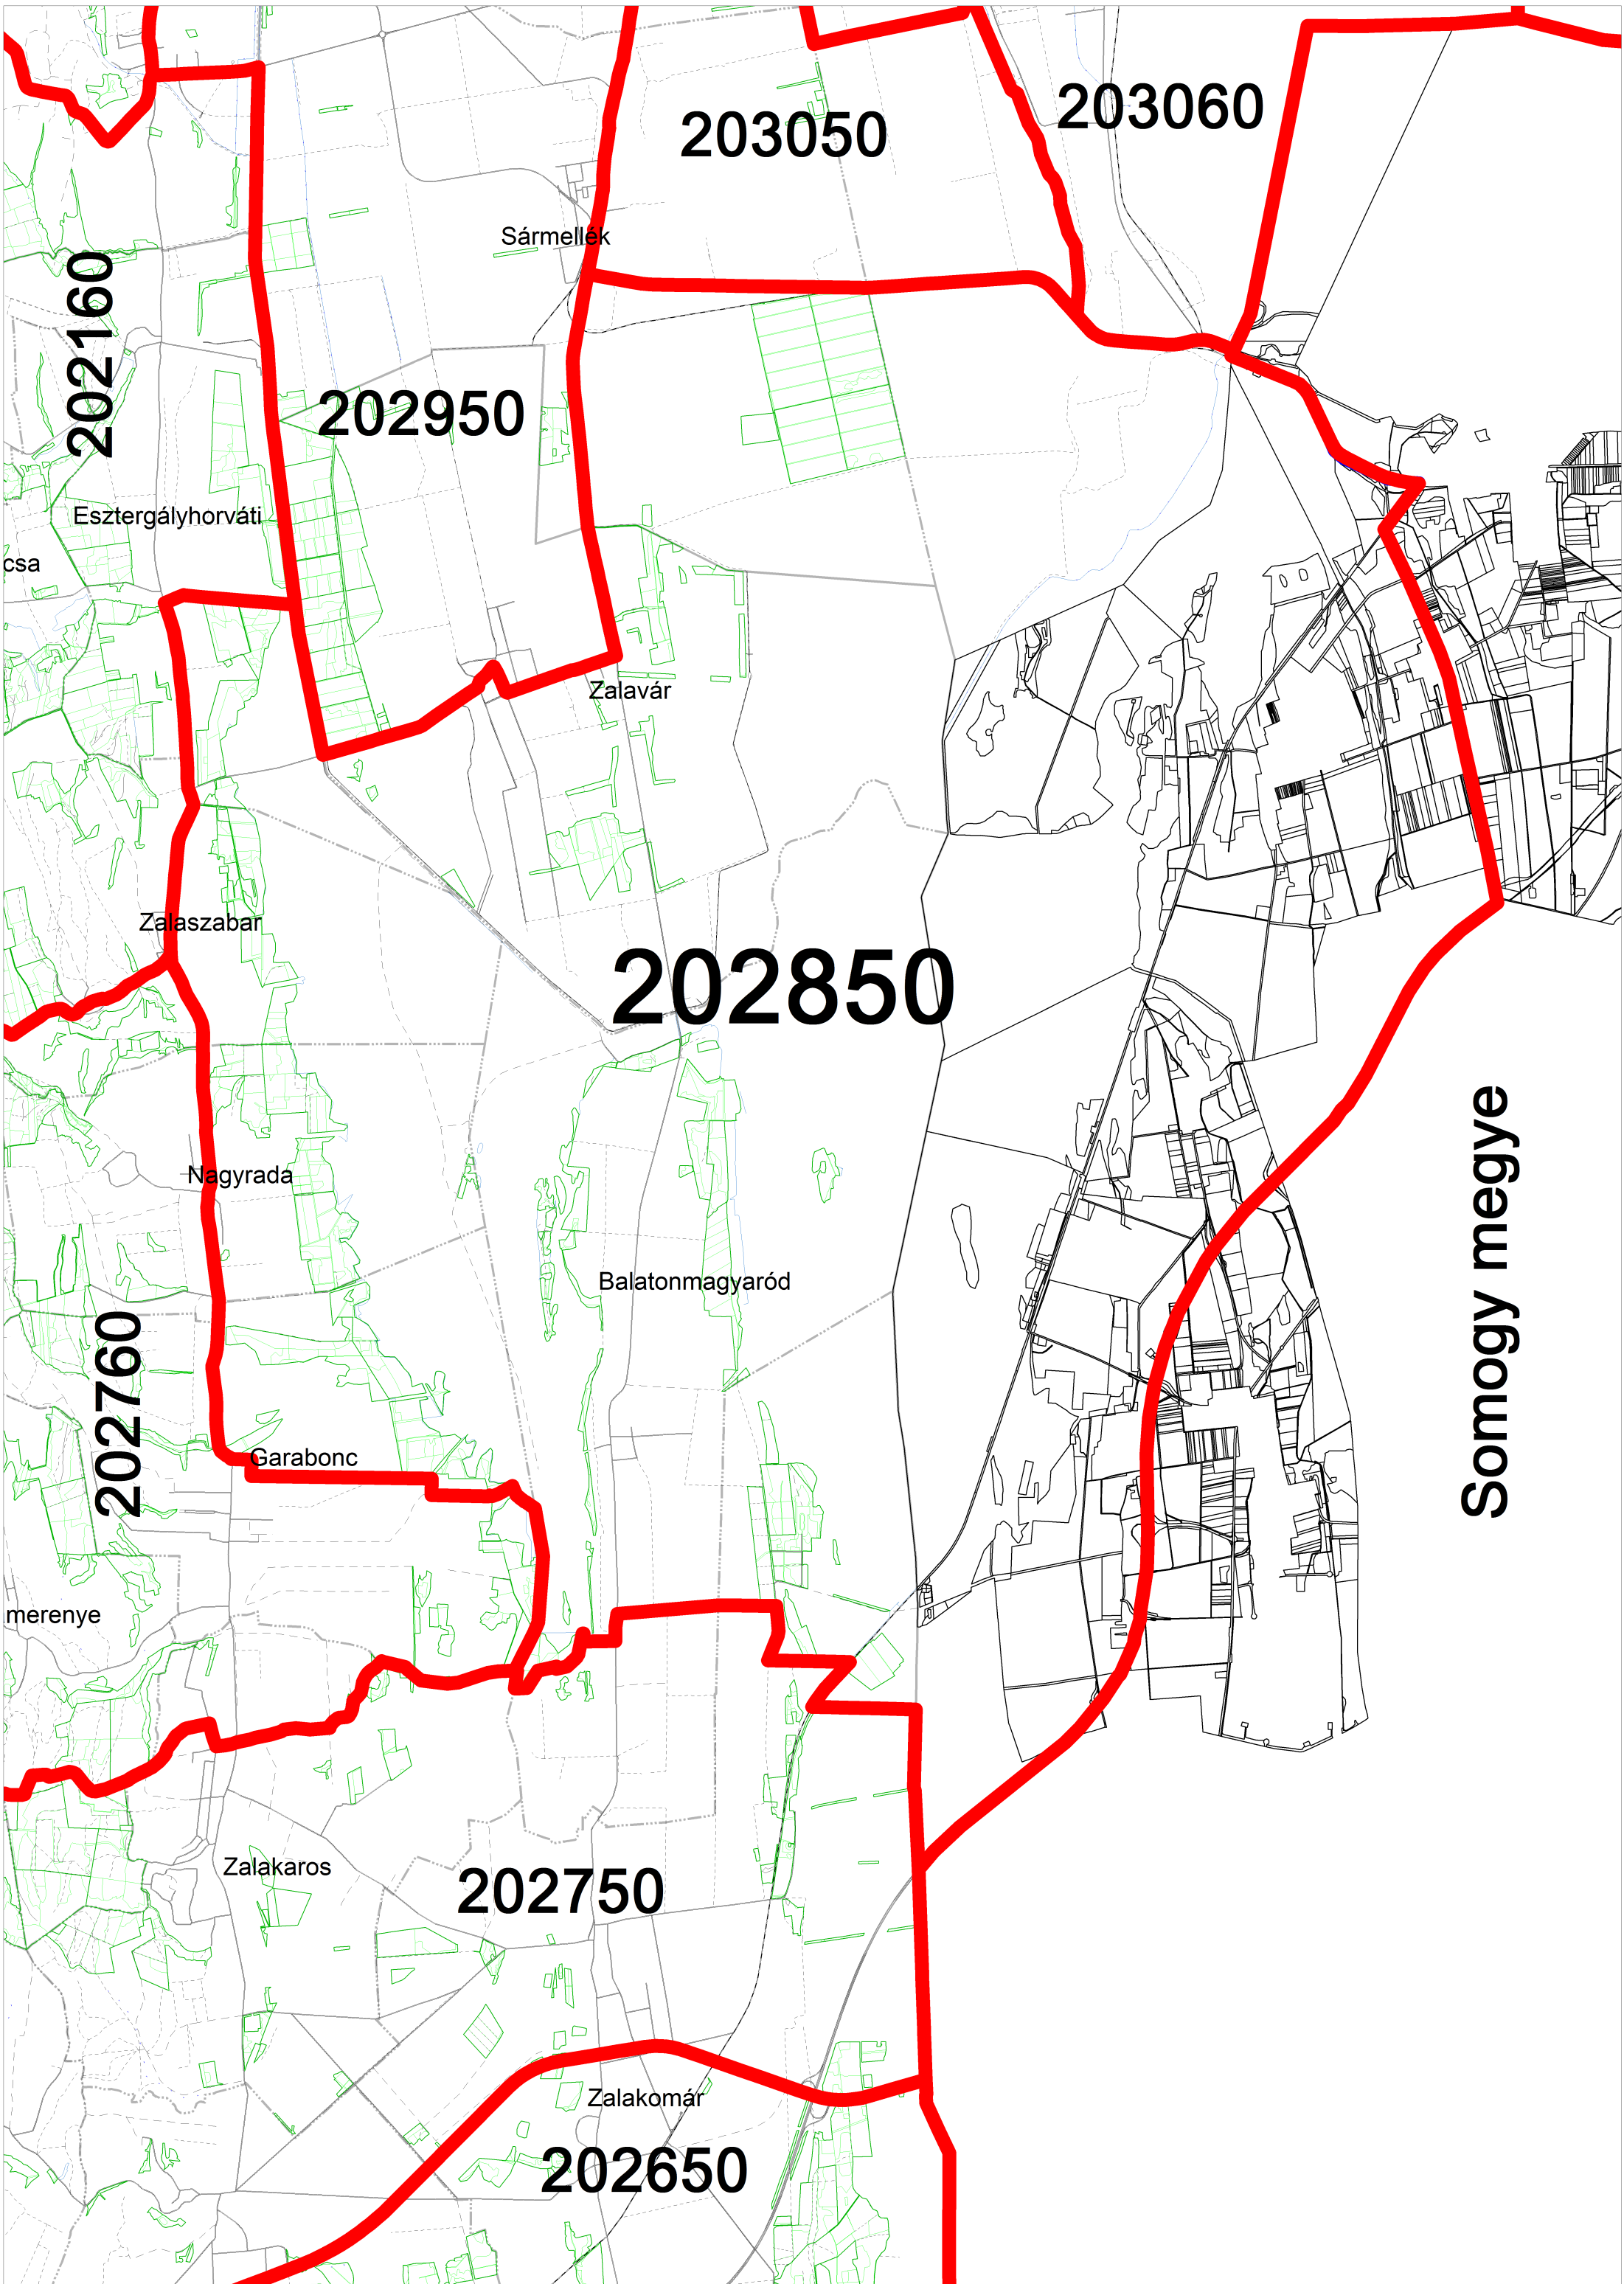 203060
203050
Sármellék
202160
202950
Esztergályhorváti
csa
Zalavár
Zalaszabar
202850
Nagyrada
Somogy megye
Balatonmagyaród
202760
Garabonc
merenye
Zalakaros
202750
Zalakomár
202650